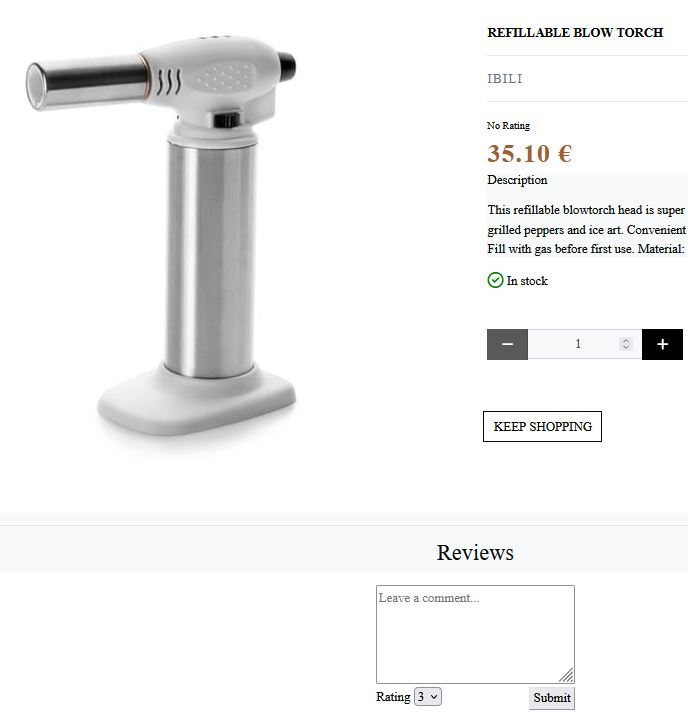 REFILLABLE BLOW TORCH
IBILI
No Rating
35.10 €
Description
This refillable blowtorch head is super
grilled peppers and ice art. Convenient
Fill with gas before first use. Material:
In stock
− 1 +
KEEP SHOPPING
Reviews
Leave a comment...
Rating 3 Submit